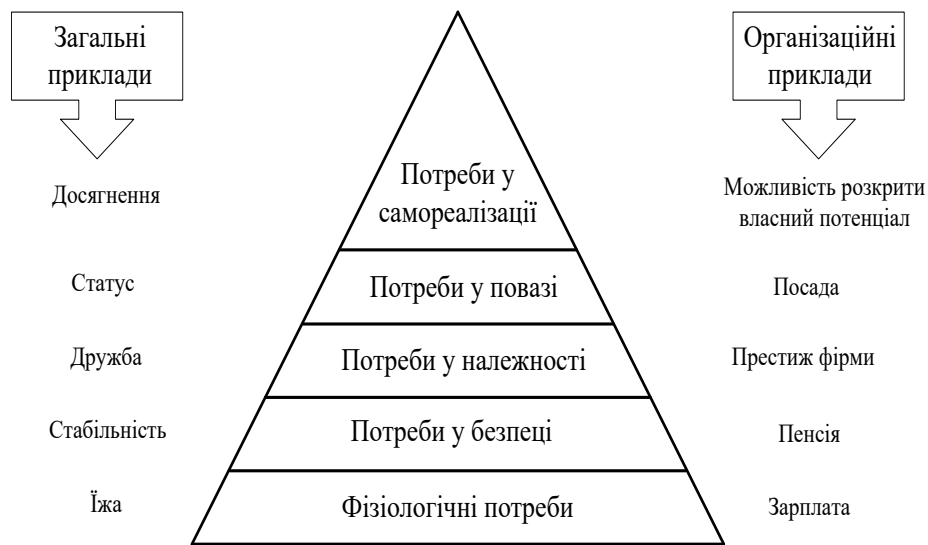 Загальні
приклади
Організаційні
приклади
Досягнення
Потреби у
самореалізації
Можливість розкрити
власний потенціал
Статус
Потреби у повазі
Посада
Дружба
Потреби у належності
Престиж фірми
Стабільність
Потреби у безпеці
Пенсія
Їжа
Фізіологічні потреби
Зарплата